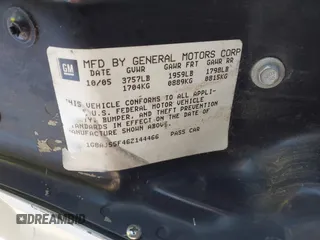 GM
MFD BY GENERAL MOTORS CORP
DATE GVWR GAWR FRT GAWR RR
10/05 3757LB 1959LB 1798LB
1704KG 0889KG 0815KG
THIS VEHICLE CONFORMS TO ALL APPLI-
U.S. FEDERAL MOTOR VEHICLE
BUMPER, AND THEFT PREVENTION
STANDARDS IN EFFECT ON THE DATE OF
MANUFACTURE SHOWN ABOVE.
PASS CAR
DREAMBID